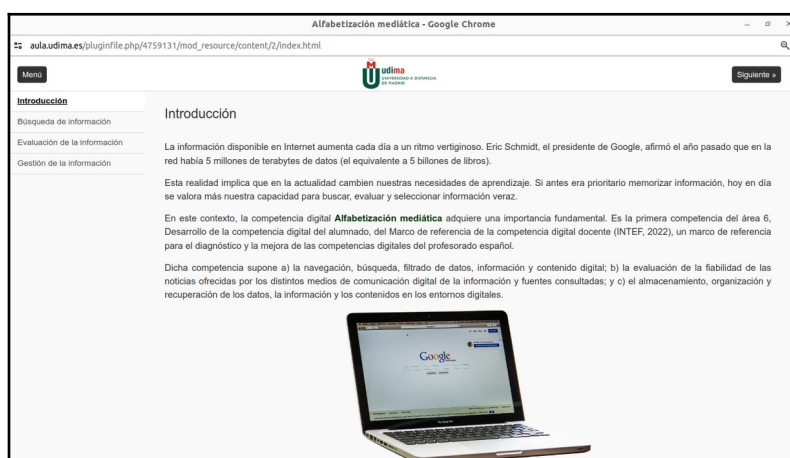 Alfabetización mediática - Google Chrome
aula.udima.es/pluginfile.php/4759131/mod_resource/content/2/index.html
Menú
udima
UNIVERSIDAD A DISTANCIA
DE MADRID
Siguiente »
Introducción
Búsqueda de información
Evaluación de la información
Gestión de la información
Introducción
La información disponible en Internet aumenta cada día a un ritmo vertiginoso. Eric Schmidt, el presidente de Google, afirmó el año pasado que en la
red había 5 millones de terabytes de datos (el equivalente a 5 billones de libros).
Esta realidad implica que en la actualidad cambien nuestras necesidades de aprendizaje. Si antes era prioritario memorizar información, hoy en día
se valora más nuestra capacidad para buscar, evaluar y seleccionar información veraz.
En este contexto, la competencia digital Alfabetización mediática adquiere una importancia fundamental. Es la primera competencia del área 6,
Desarrollo de la competencia digital del alumnado, del Marco de referencia de la competencia digital docente (INTEF, 2022), un marco de referencia
para el diagnóstico y la mejora de las competencias digitales del profesorado español.
Dicha competencia supone a) la navegación, búsqueda, filtrado de datos, información y contenido digital; b) la evaluación de la fiabilidad de las
noticias ofrecidas por los distintos medios de comunicación digital de la información y fuentes consultadas; y c) el almacenamiento, organización y
recuperación de los datos, la información y los contenidos en los entornos digitales.
Google